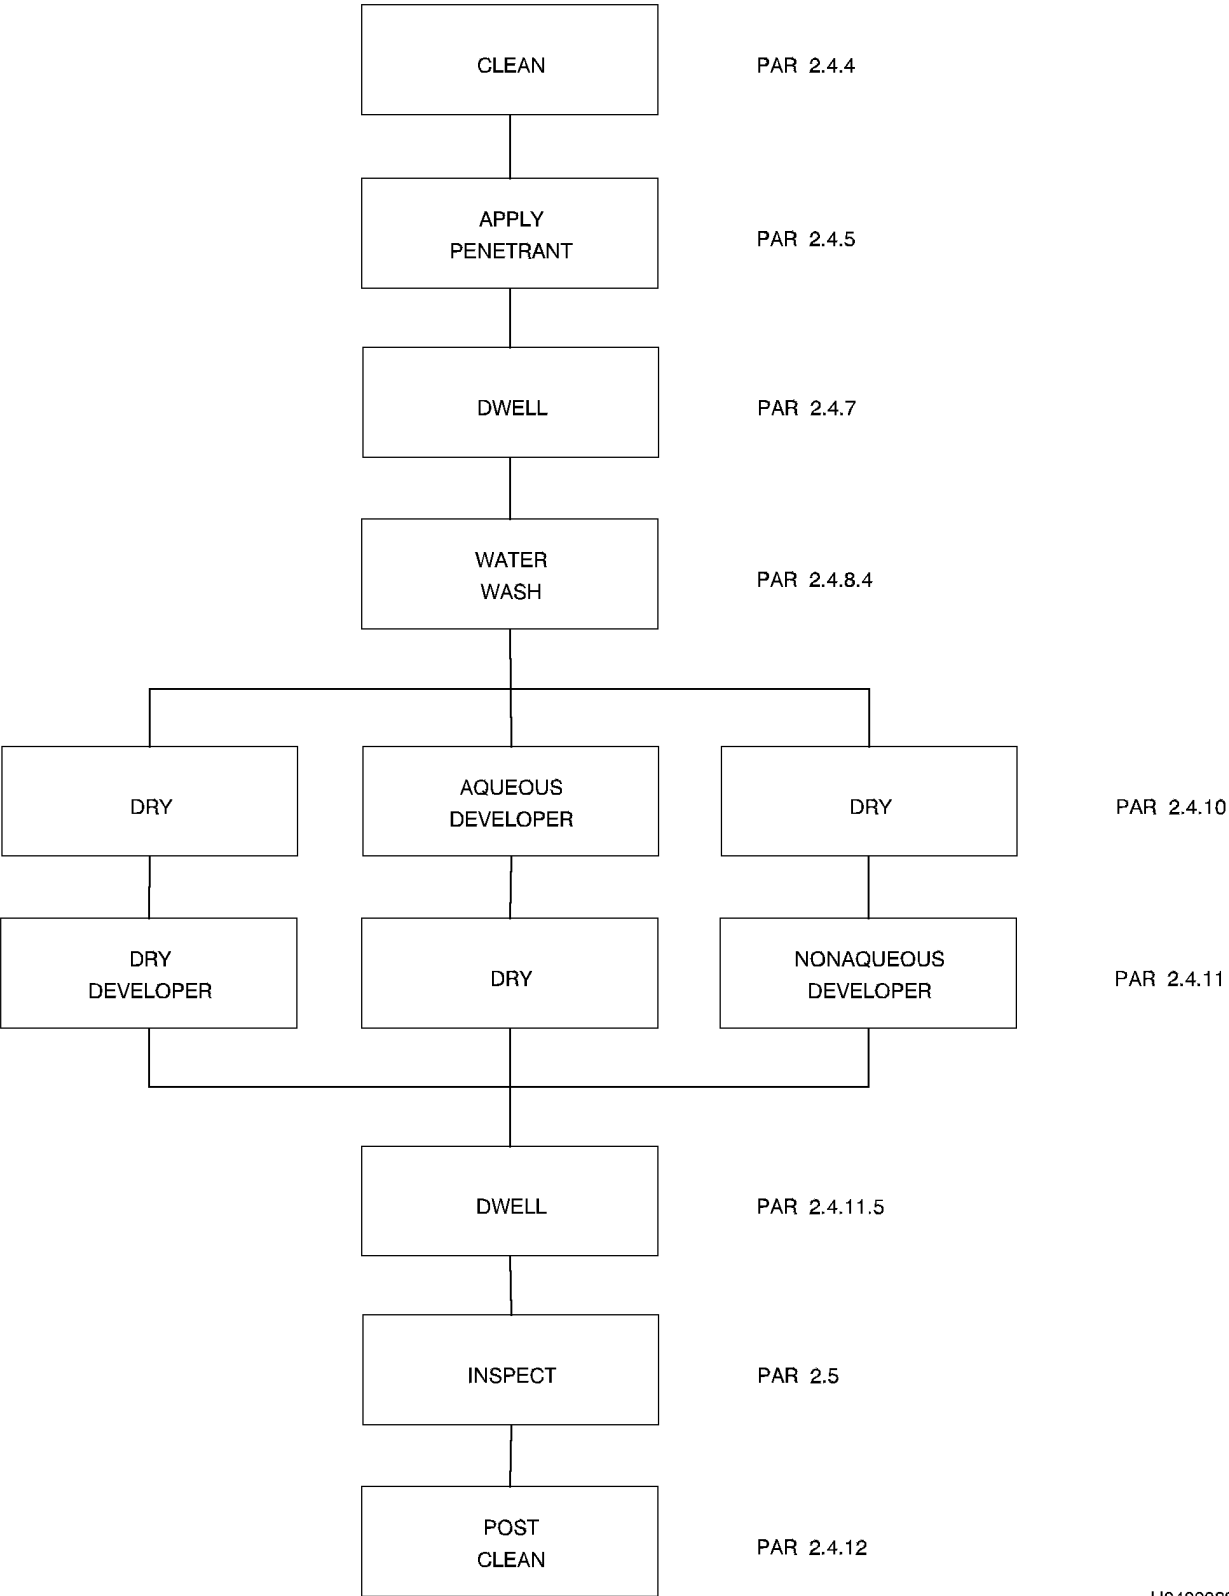 CLEAN
PAR 2.4.4
APPLY
PENETRANT
PAR 2.4.5
DWELL
PAR 2.4.7
WATER
WASH
PAR 2.4.8.4
DRY
AQUEOUS
DEVELOPER
DRY
PAR 2.4.10
DRY
DEVELOPER
DRY
NONAQUEOUS
DEVELOPER
PAR 2.4.11
DWELL
PAR 2.4.11.5
INSPECT
PAR 2.5
POST
CLEAN
PAR 2.4.12